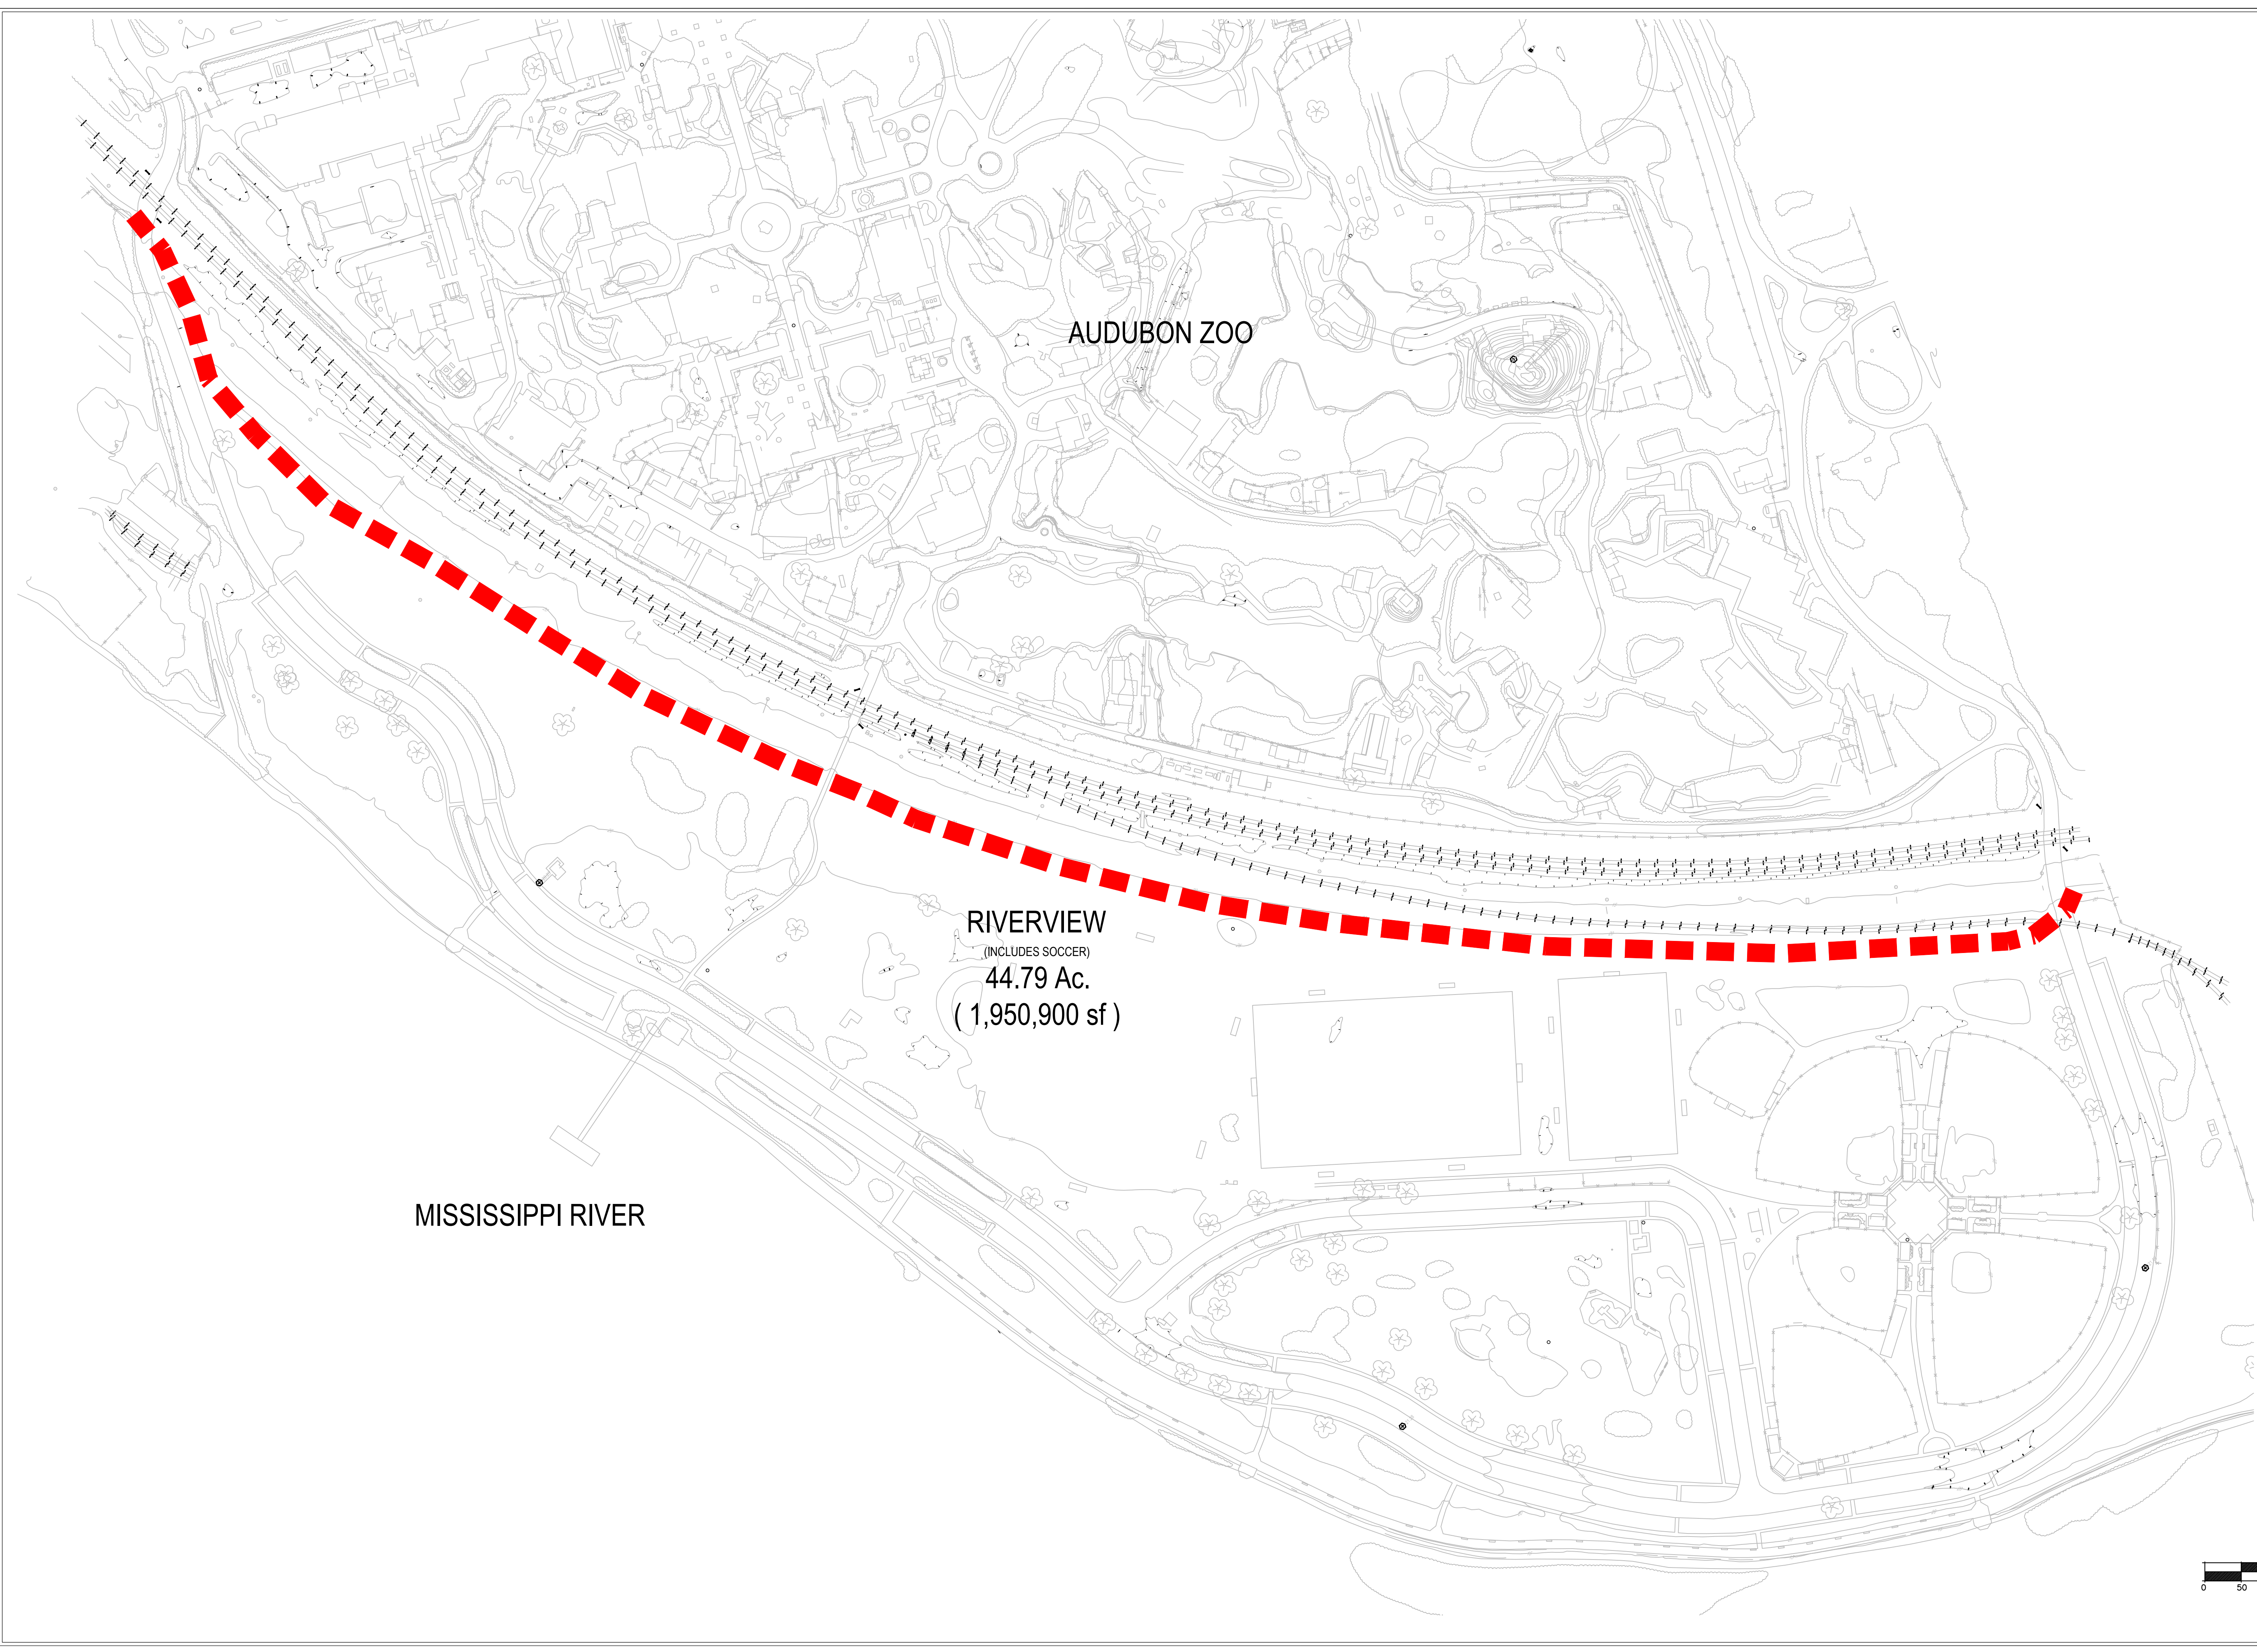 AUDUBON ZOO
RIVERVIEW
(INCLUDES SOCCER)
44.79 Ac.
( 1,950,900 sf )
MISSISSIPPI RIVER
0 50